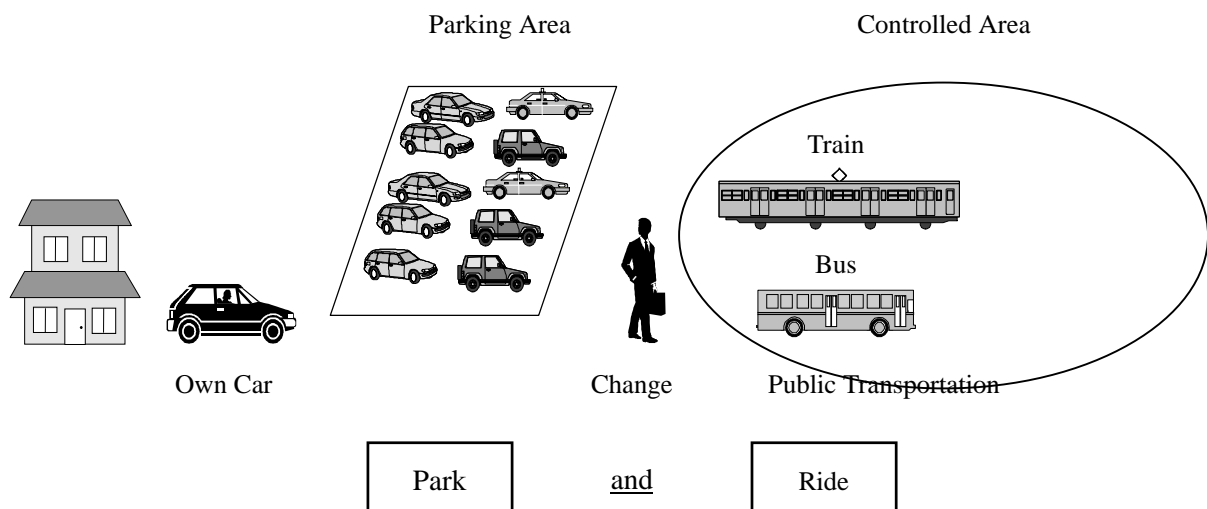 Parking Area
Controlled Area
Train
Bus
Own Car
Change
Public Transportation
Park
and
Ride